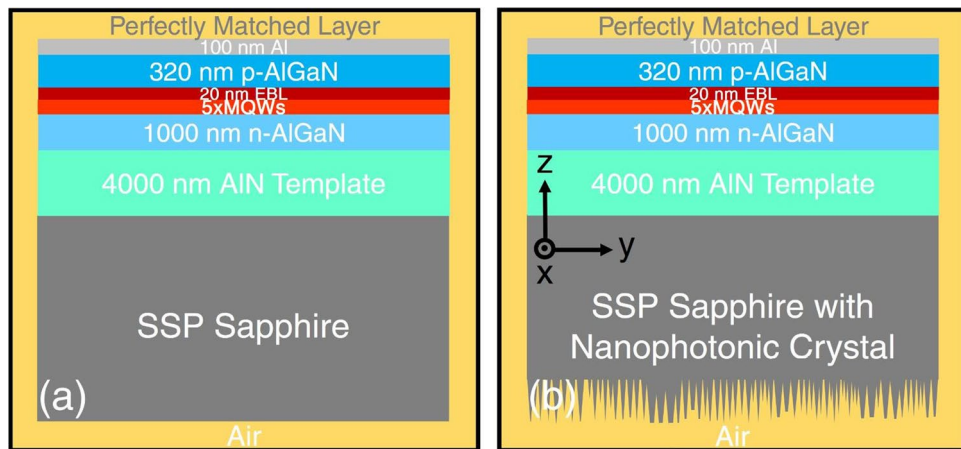 Perfectly Matched Layer
100 nm Al
320 nm p-AlGaN
20 nm EBL
5xMQWs
1000 nm n-AlGaN
4000 nm AlN Template
SSP Sapphire
(a)
Air
Perfectly Matched Layer
100 nm Al
320 nm p-AlGaN
20 nm EBL
5xMQWs
1000 nm n-AlGaN
4000 nm AlN Template
z
y
x
SSP Sapphire with
Nanophotonic Crystal
(b)
Air